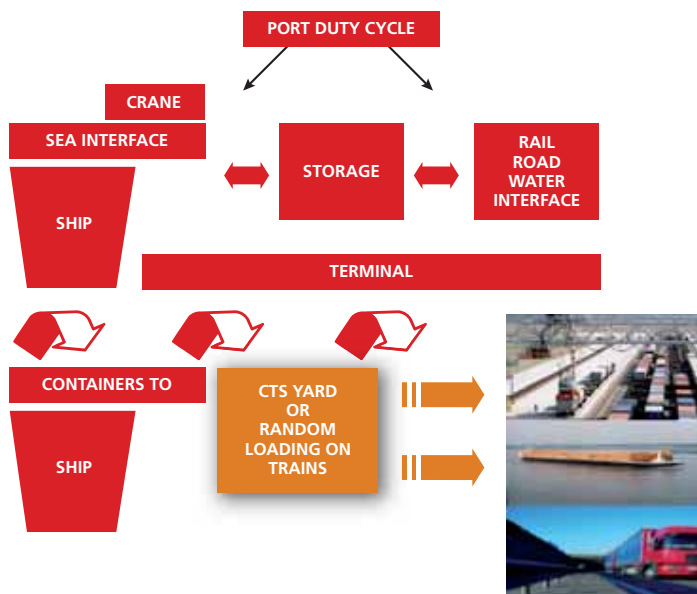 PORT DUTY CYCLE
CRANE
SEA INTERFACE
SHIP
STORAGE
RAIL
ROAD
WATER
INTERFACE
TERMINAL
CONTAINERS TO
SHIP
CTS YARD
OR
RANDOM
LOADING ON
TRAINS